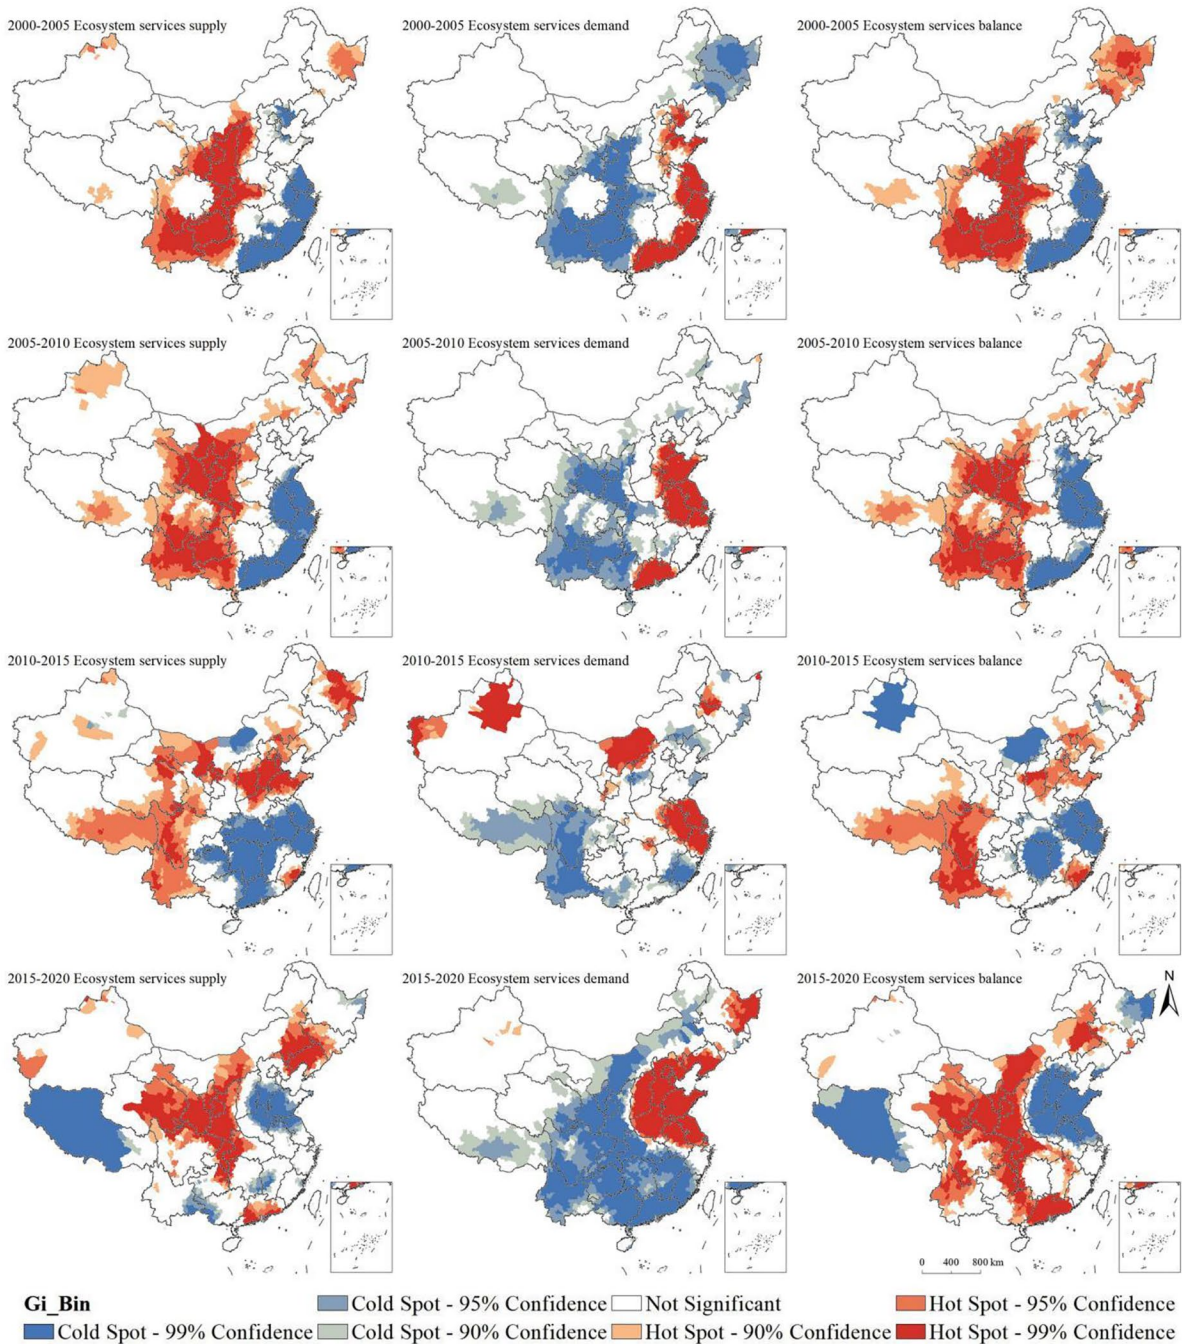 2000-2005 Ecosystem services supply
2000-2005 Ecosystem services demand
2000-2005 Ecosystem services balance
2005-2010 Ecosystem services supply
2005-2010 Ecosystem services demand
2005-2010 Ecosystem services balance
2010-2015 Ecosystem services supply
2010-2015 Ecosystem services demand
2010-2015 Ecosystem services balance
2015-2020 Ecosystem services supply
2015-2020 Ecosystem services demand
2015-2020 Ecosystem services balance
N
0 400 800 km
Gi_Bin
Cold Spot - 95% Confidence
Not Significant
Hot Spot - 95% Confidence
Cold Spot - 99% Confidence
Cold Spot - 90% Confidence
Hot Spot - 90% Confidence
Hot Spot - 99% Confidence